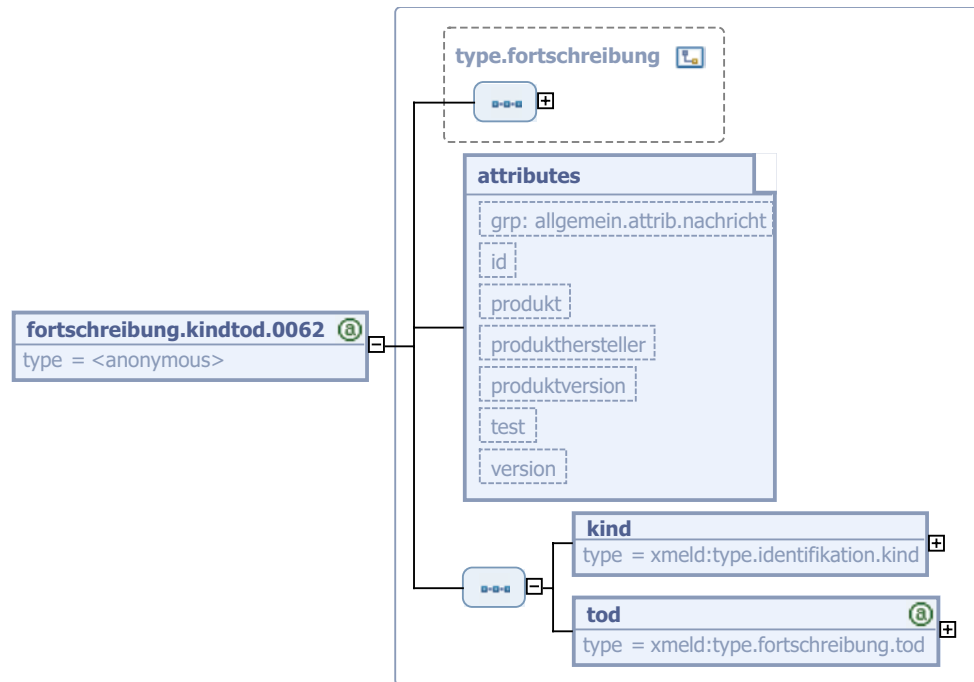 type.fortschreibung
attributes
grp: allgemein.attrib.nachricht
id
produkt
produkthersteller
produktversion
test
version
fortschreibung.kindtod.0062 a
type = <anonymous>
kind
type = xmeld:type.identifikation.kind
tod a
type = xmeld:type.fortschreibung.tod